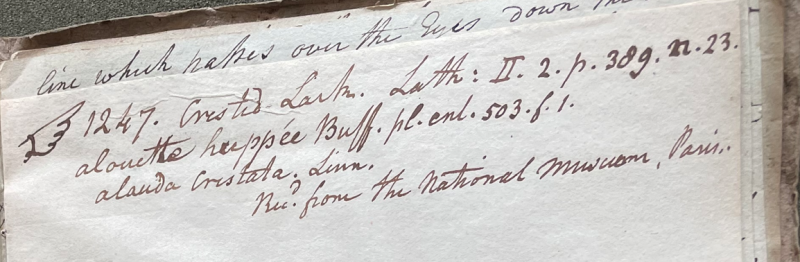 line which passes over the Eyes down the
1247. Crested Lark. Lath: II. 2. p. 389. n. 23.
alouette huppée Buff. pl. enl. 503. f. 1.
alauda Cristata. Linn.
Rec.d from the National Museum, Paris.